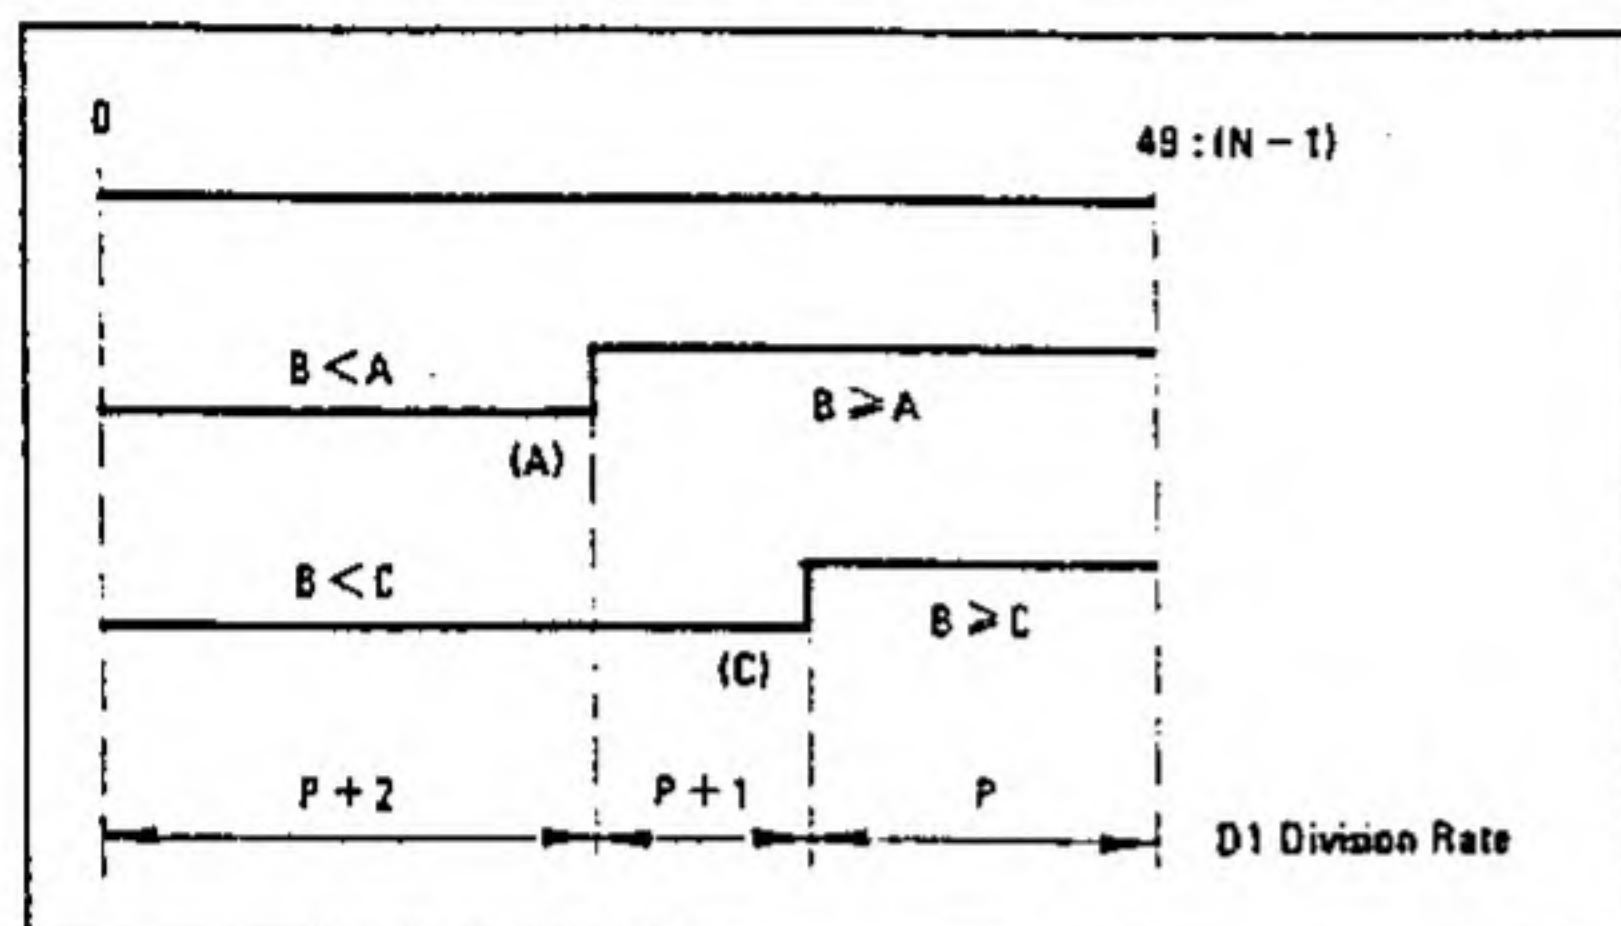 0
49 : (N – 1)
B < A
B ⩾ A
(A)
B < C
B ⩾ C
(C)
P + 2
P + 1
P
D1 Division Rate